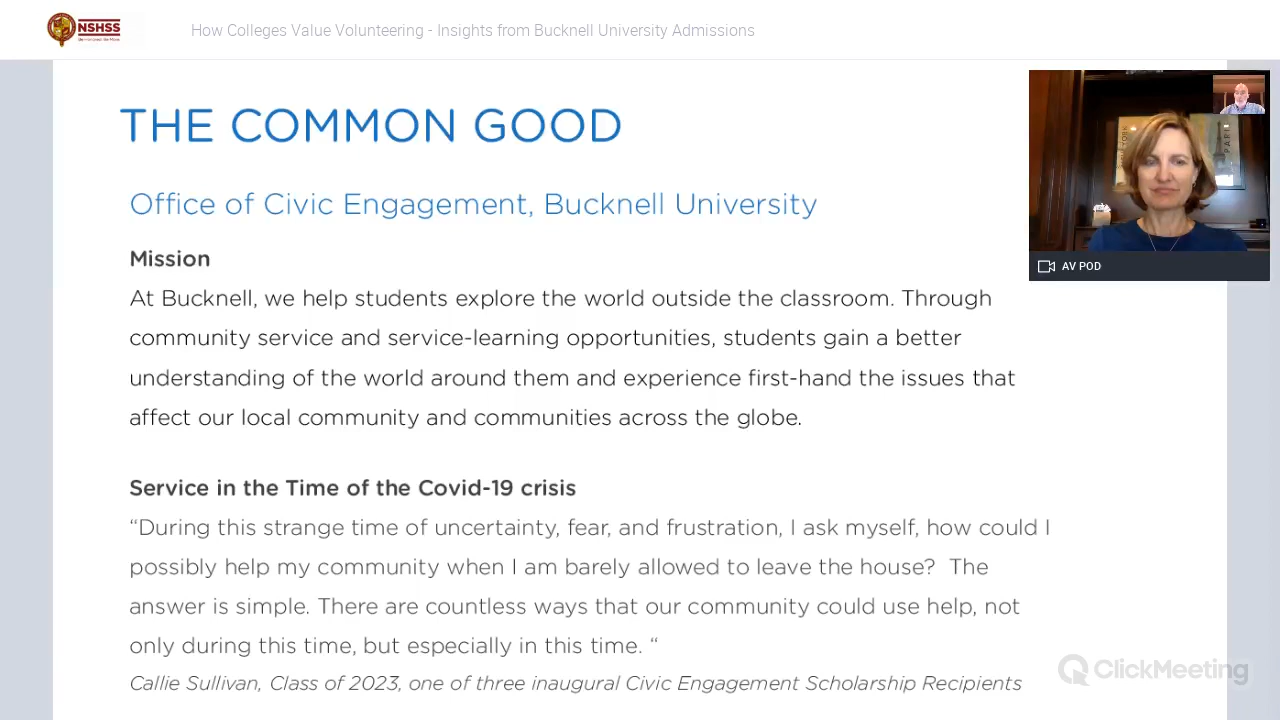 NSHSS
How Colleges Value Volunteering - Insights from Bucknell University Admissions
THE COMMON GOOD
Office of Civic Engagement, Bucknell University
Mission
At Bucknell, we help students explore the world outside the classroom. Through
community service and service-learning opportunities, students gain a better
understanding of the world around them and experience first-hand the issues that
affect our local community and communities across the globe.
Service in the Time of the Covid-19 crisis
“During this strange time of uncertainty, fear, and frustration, I ask myself, how could I
possibly help my community when I am barely allowed to leave the house?  The
answer is simple. There are countless ways that our community could use help, not
only during this time, but especially in this time. “
Callie Sullivan, Class of 2023, one of three inaugural Civic Engagement Scholarship Recipients
PARIS
AV POD
ClickMeeting